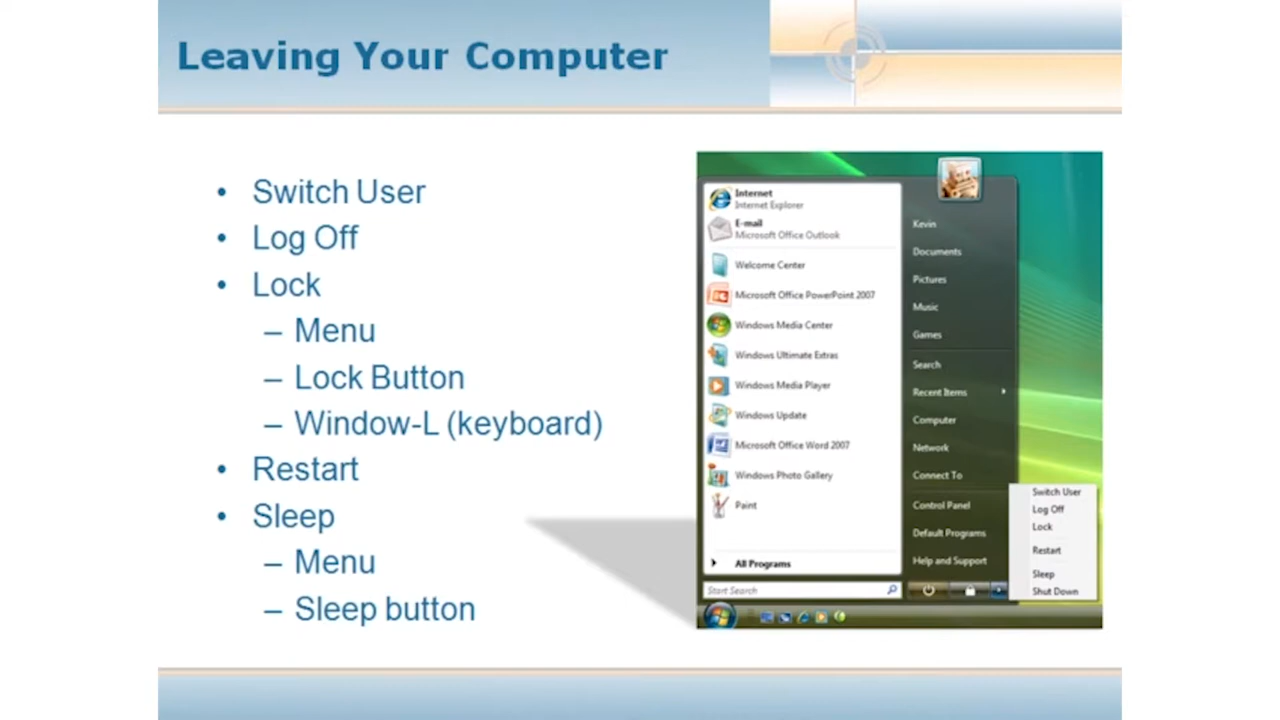 Leaving Your Computer
• Switch User
• Log Off
• Lock
– Menu
– Lock Button
– Window-L (keyboard)
• Restart
• Sleep
– Menu
– Sleep button
Internet
Internet Explorer
E-mail
Microsoft Office Outlook
Welcome Center
Microsoft Office PowerPoint 2007
Windows Media Center
Windows Ultimate Extras
Windows Media Player
Windows Update
Microsoft Office Word 2007
Windows Photo Gallery
Paint
All Programs
Start Search
Kevin
Documents
Pictures
Music
Games
Search
Recent Items
Computer
Network
Connect To
Control Panel
Default Programs
Help and Support
Switch User
Log Off
Lock
Restart
Sleep
Shut Down